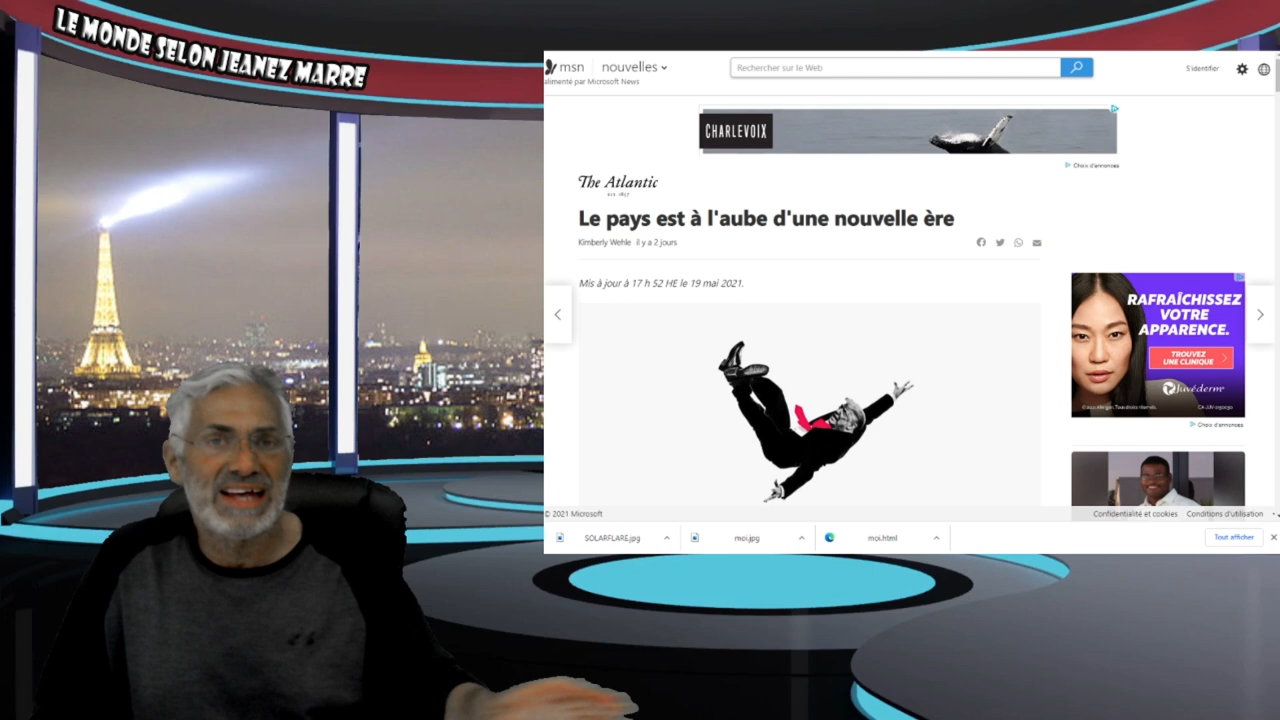 LE MONDE SELON JEANEZ MARRE
msn nouvelles
alimenté par Microsoft News
Rechercher sur le Web
S'identifier
CHARLEVOIX
Choix d'annonces
The Atlantic
EST. 1857
Le pays est à l'aube d'une nouvelle ère
Kimberly Wehle il y a 2 jours
Mis à jour à 17 h 52 HE le 19 mai 2021.
RAFRAÎCHISSEZ
VOTRE
APPARENCE.
TROUVEZ
UNE CLINIQUE
Juvéderm
Choix d'annonces
© 2021 Microsoft
Confidentialité et cookies Conditions d'utilisation
SOLARFLARE.jpg moi.jpg moi.html Tout afficher